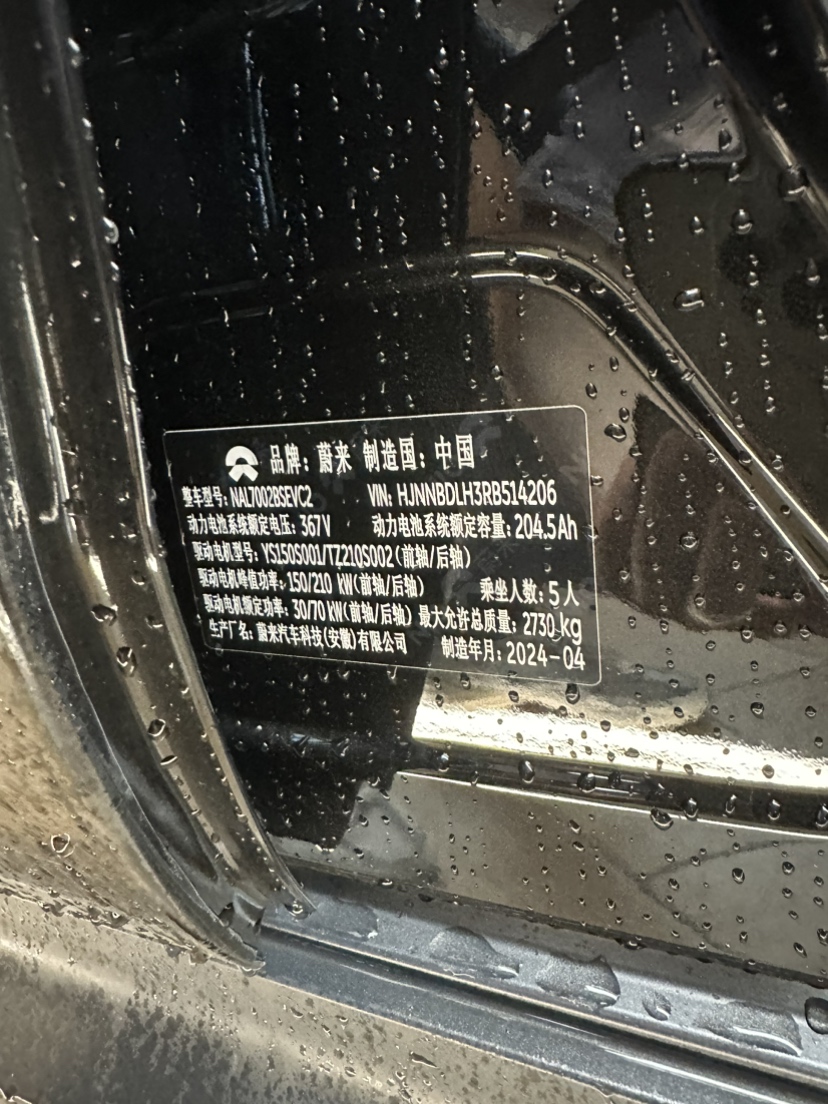 品牌：蔚来 制造国：中国
整车型号：NAL7002BSEVC2 VIN：HJNNBDLH3RB514206
动力电池系统额定电压：367V 动力电池系统额定容量：204.5Ah
驱动电机型号：YS150S001/TZ210S002（前轴/后轴）
驱动电机峰值功率：150/210 kW（前轴/后轴） 乘坐人数：5人
驱动电机额定功率：30/70 kW（前轴/后轴） 最大允许总质量：2730 kg
生产厂名：蔚来汽车科技（安徽）有限公司 制造年月：2024-04